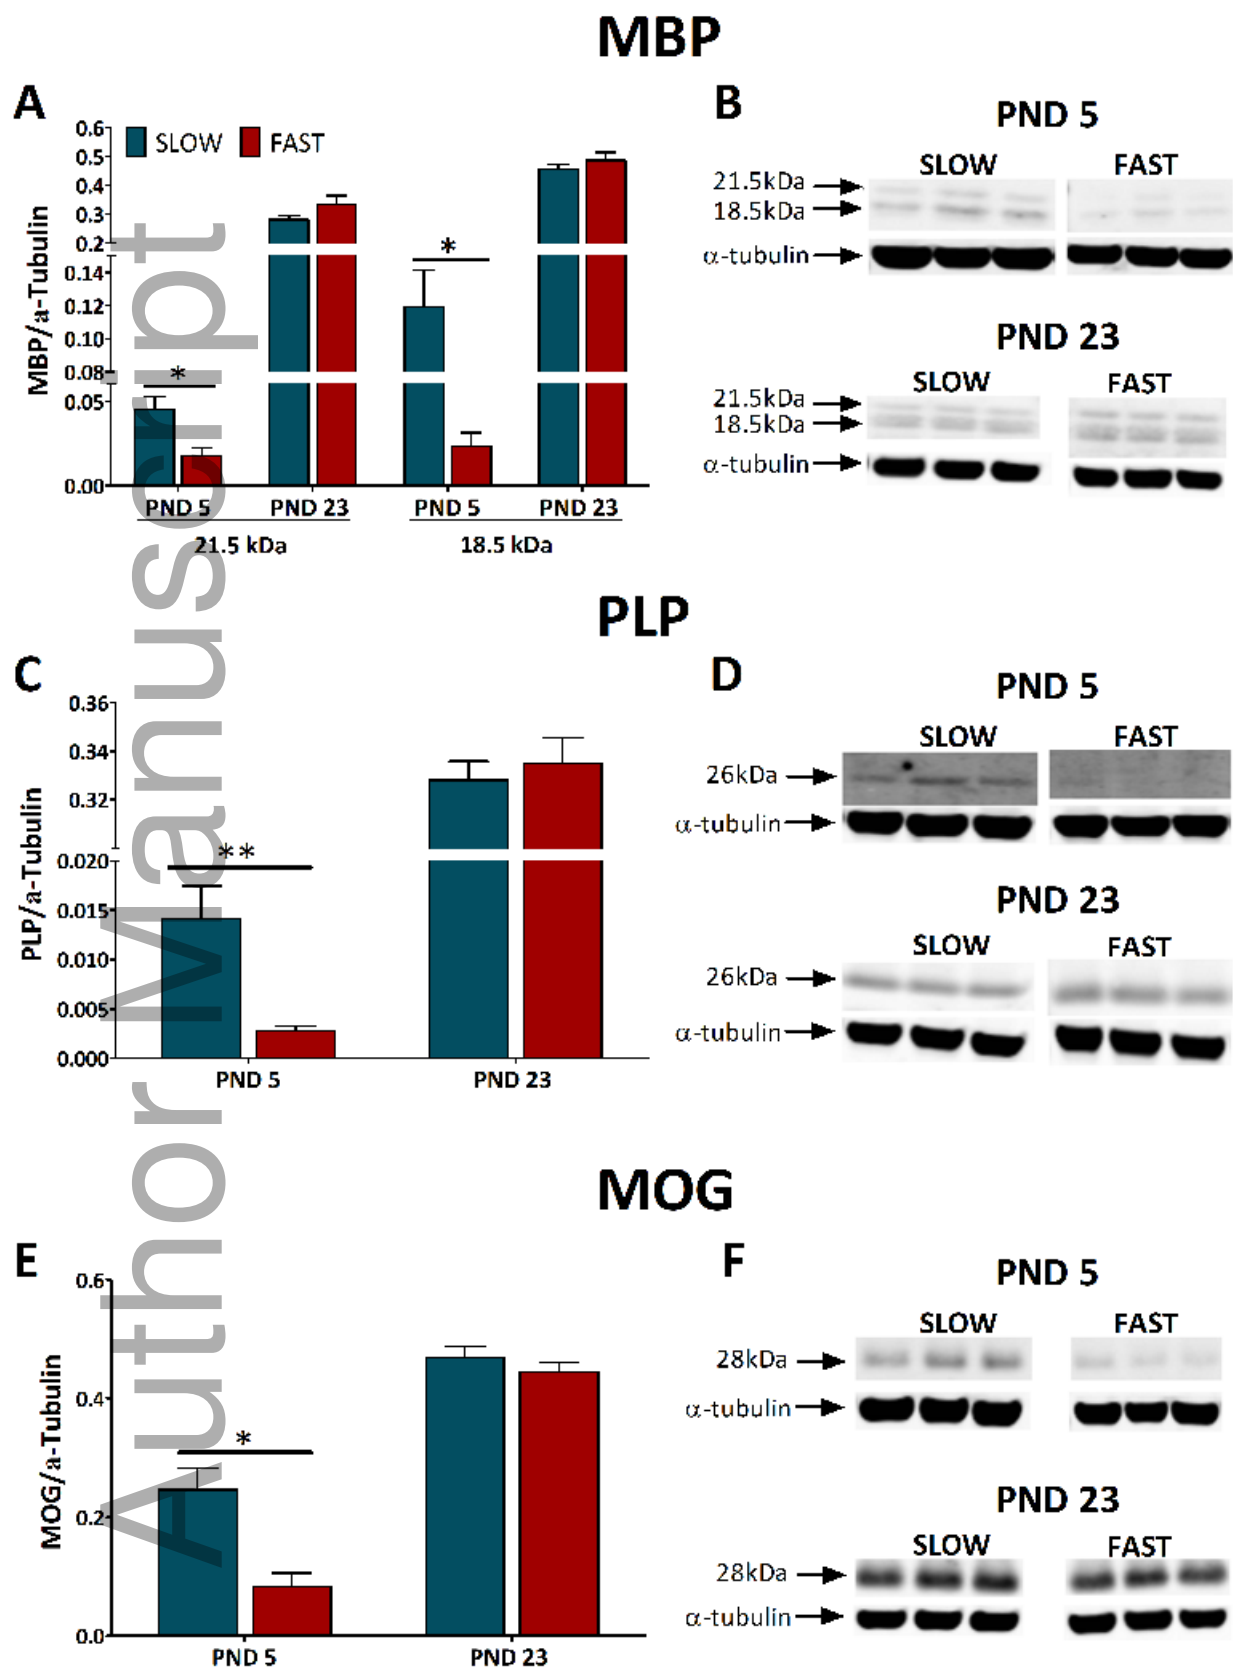 MBP
A
SLOW FAST
0.6
0.5
0.4
0.3
0.2
0.14
0.12
0.10
0.08
0.05
0.00
MBP/a-Tubulin
*
*
PND 5 PND 23 PND 5 PND 23
21.5 kDa 18.5 kDa
B
PND 5
SLOW FAST
21.5kDa
18.5kDa
α-tubulin
PND 23
SLOW FAST
21.5kDa
18.5kDa
α-tubulin
PLP
C
0.36
0.34
0.32
0.020
0.015
0.010
0.005
0.000
PLP/a-Tubulin
**
PND 5 PND 23
D
PND 5
SLOW FAST
26kDa
α-tubulin
PND 23
SLOW FAST
26kDa
α-tubulin
MOG
E
0.6
0.4
0.2
0.0
MOG/a-Tubulin
*
PND 5 PND 23
F
PND 5
SLOW FAST
28kDa
α-tubulin
PND 23
SLOW FAST
28kDa
α-tubulin
Author Manuscript